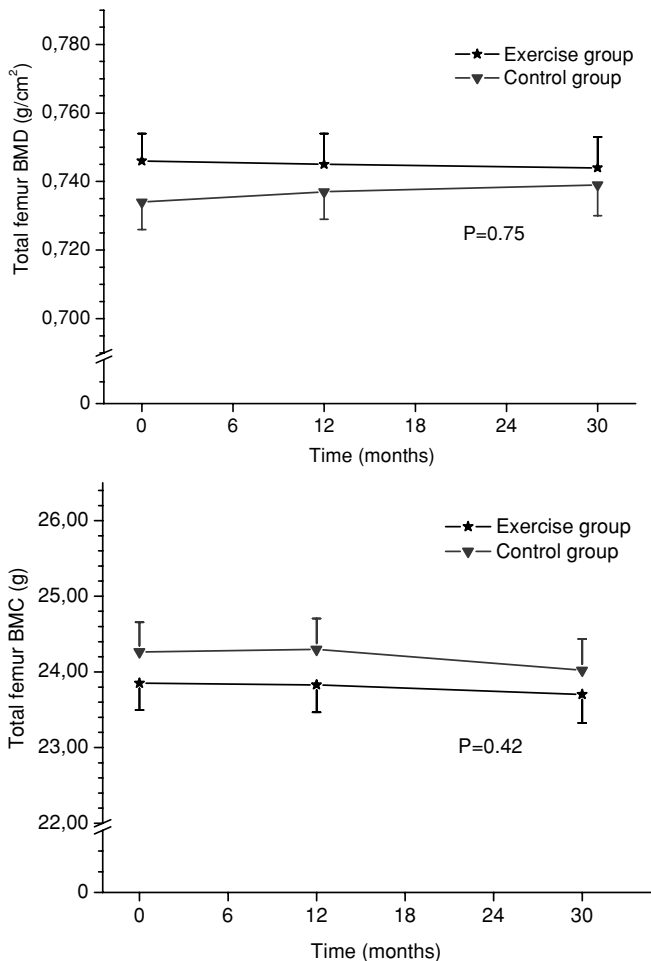 0,780
0,760
0,740
0,720
0,700
0
Total femur BMD (g/cm²)
Exercise group
Control group
P=0.75
0 6 12 18 24 30
Time (months)
26,00
25,00
24,00
23,00
22,00
0
Total femur BMC (g)
Exercise group
Control group
P=0.42
0 6 12 18 24 30
Time (months)